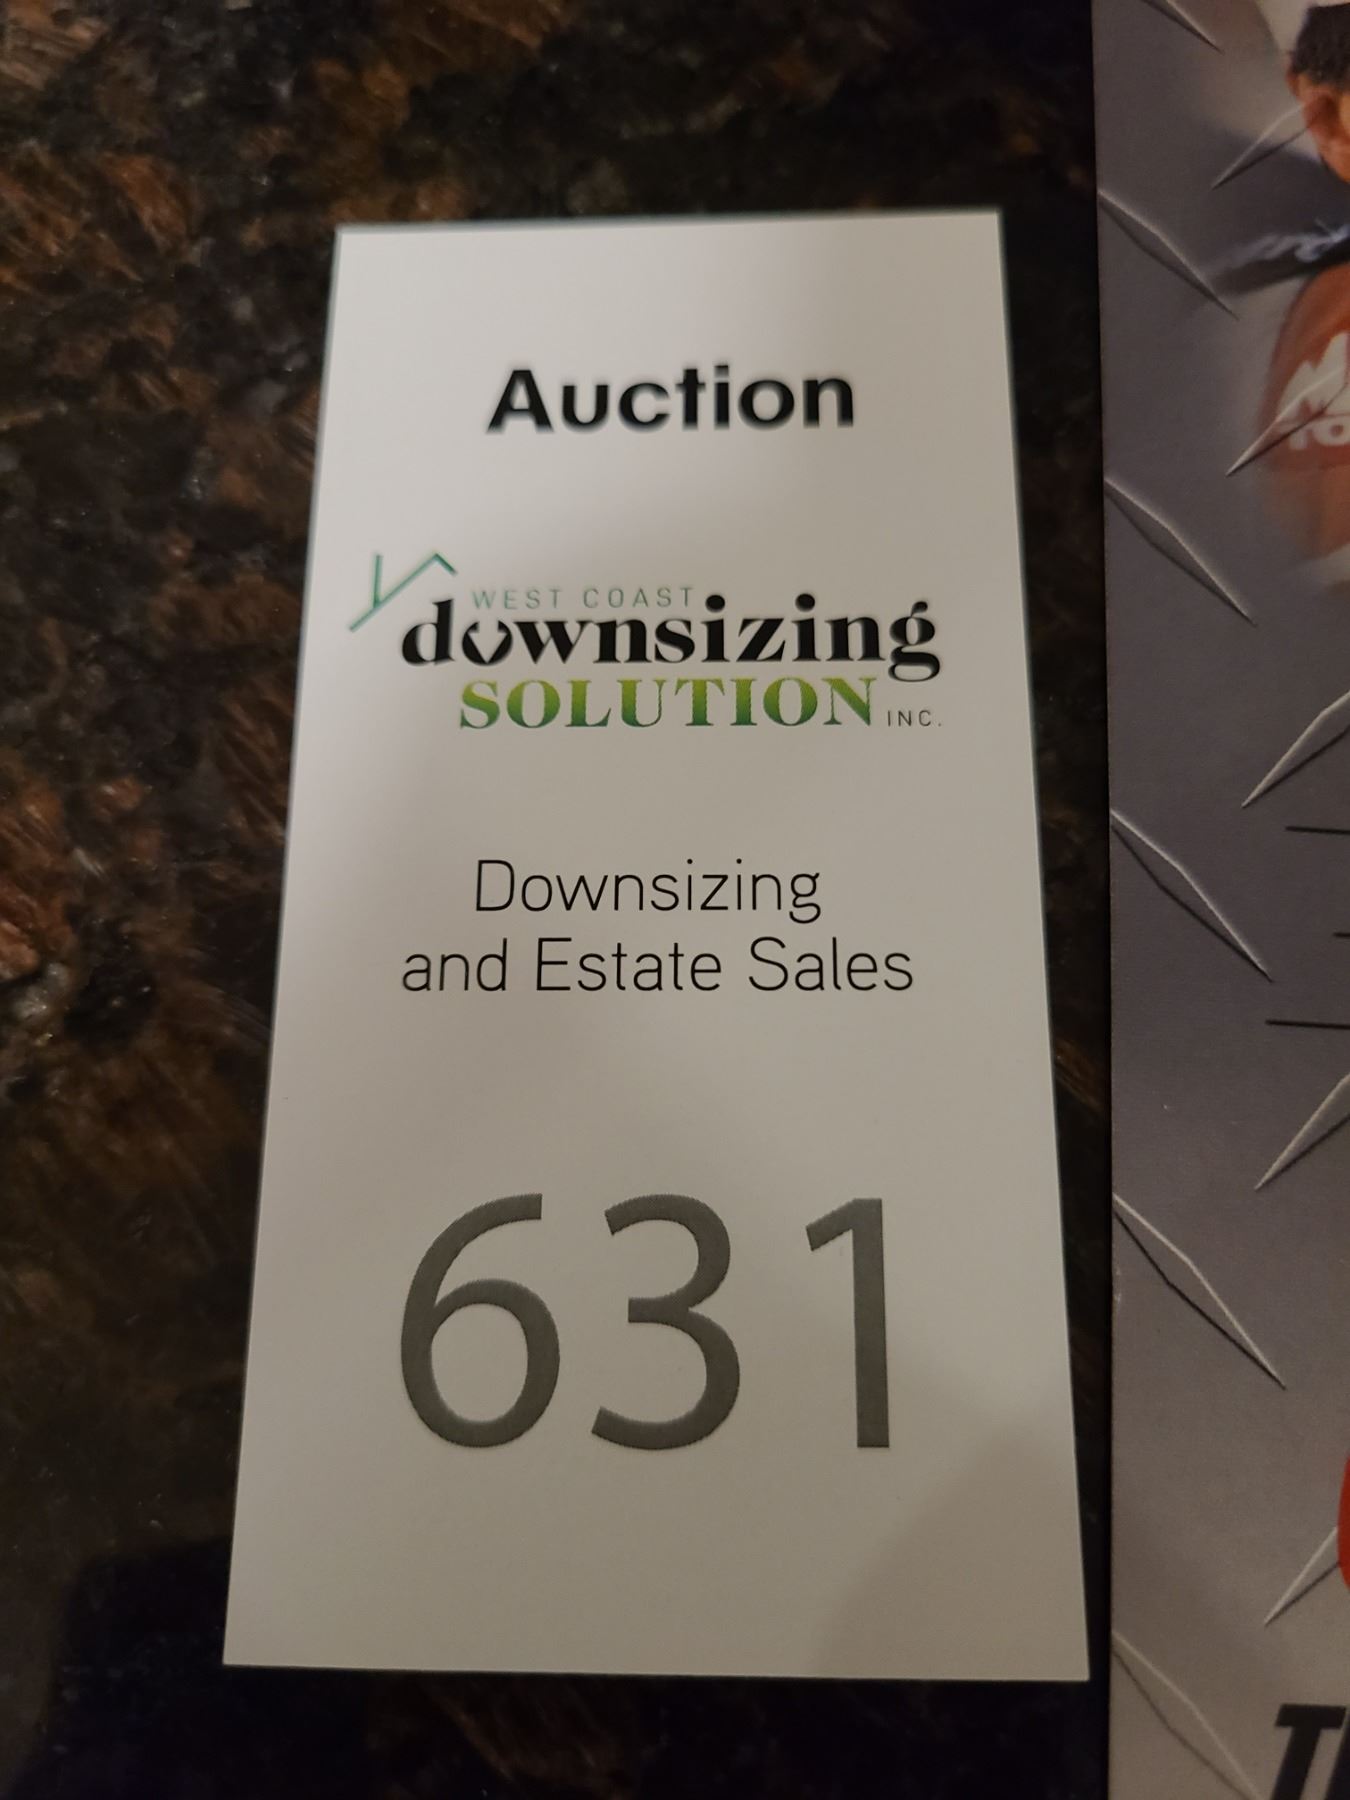 Auction
WEST COAST
downsizing
SOLUTION INC.
Downsizing
and Estate Sales
631